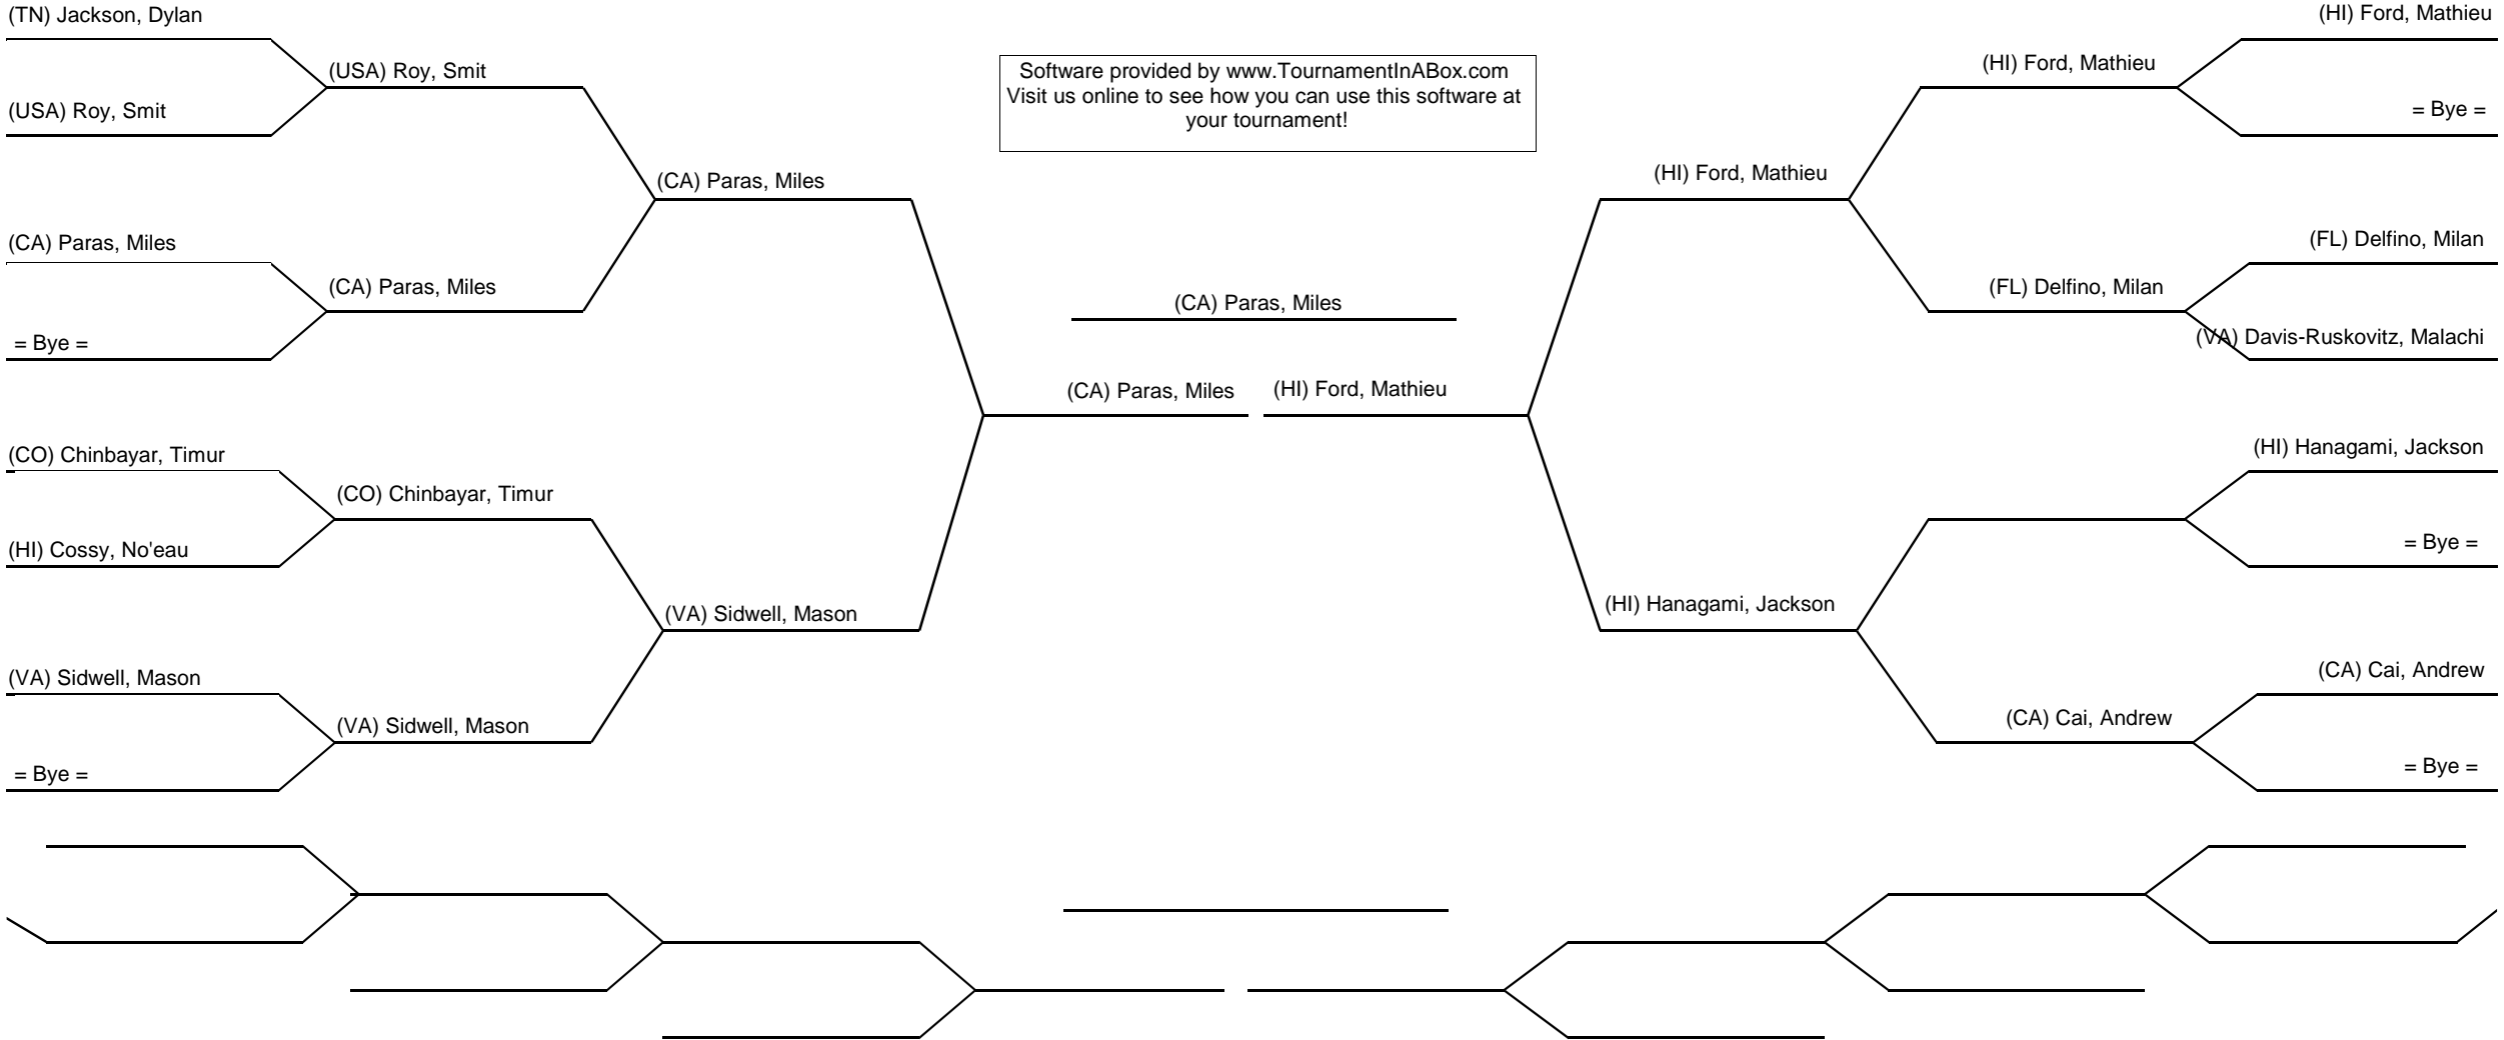 (TN) Jackson, Dylan
(USA) Roy, Smit
(USA) Roy, Smit
(CA) Paras, Miles
(CA) Paras, Miles
(CA) Paras, Miles
= Bye =
(CO) Chinbayar, Timur
(CO) Chinbayar, Timur
(HI) Cossy, No'eau
(VA) Sidwell, Mason
(VA) Sidwell, Mason
(VA) Sidwell, Mason
= Bye =
Software provided by www.TournamentInABox.com
Visit us online to see how you can use this software at
your tournament!
(CA) Paras, Miles
(CA) Paras, Miles
(HI) Ford, Mathieu
(HI) Ford, Mathieu
(HI) Ford, Mathieu
= Bye =
(HI) Ford, Mathieu
(FL) Delfino, Milan
(FL) Delfino, Milan
(VA) Davis-Ruskovitz, Malachi
(HI) Hanagami, Jackson
= Bye =
(HI) Hanagami, Jackson
(CA) Cai, Andrew
(CA) Cai, Andrew
= Bye =